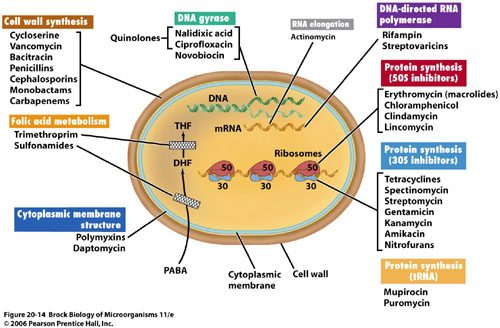 Cell wall synthesis
Cycloserine
Vancomycin
Bacitracin
Penicillins
Cephalosporins
Monobactams
Carbapenems
DNA gyrase
Quinolones
Nalidixic acid
Ciprofloxacin
Novobiocin
RNA elongation
Actinomycin
DNA-directed RNA
polymerase
Rifampin
Streptovaricins
Protein synthesis
(50S inhibitors)
Erythromycin (macrolides)
Chloramphenicol
Clindamycin
Lincomycin
Folic acid metabolism
Trimethroprim
Sulfonamides
DNA
THF
mRNA
DHF
Ribosomes
50 50 50
30 30 30
Protein synthesis
(30S inhibitors)
Tetracyclines
Spectinomycin
Streptomycin
Gentamicin
Kanamycin
Amikacin
Nitrofurans
Cytoplasmic membrane
structure
Polymyxins
Daptomycin
PABA
Cytoplasmic
membrane
Cell wall
Protein synthesis
(tRNA)
Mupirocin
Puromycin
Figure 20-14 Brock Biology of Microorganisms 11/e
© 2006 Pearson Prentice Hall, Inc.